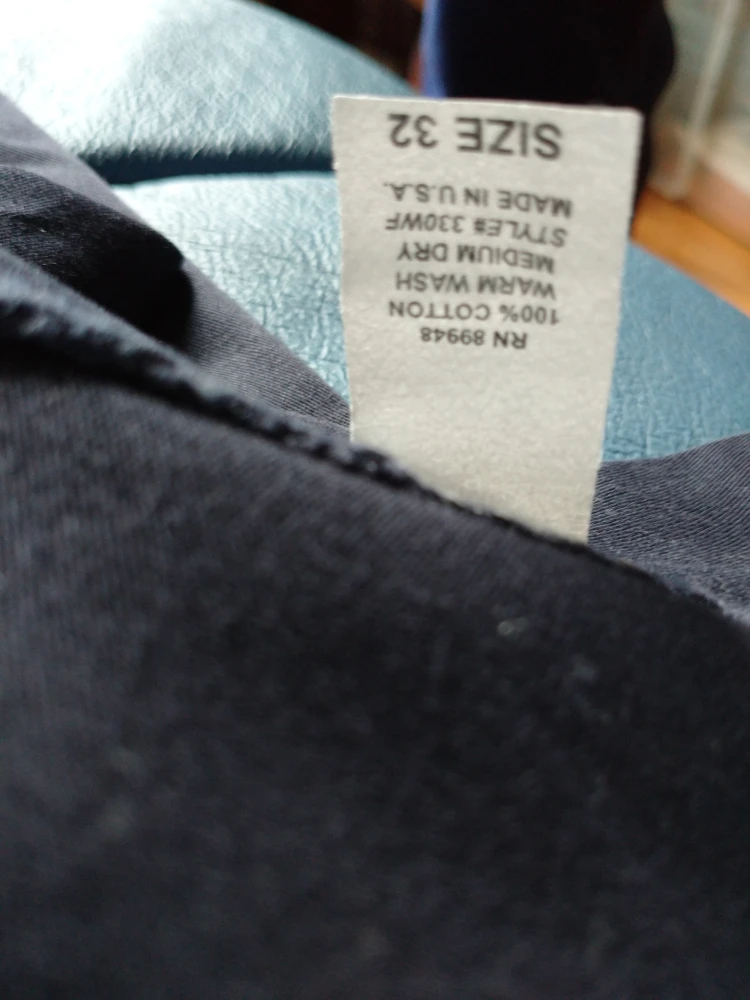 RN 89948
100% COTTON
WARM WASH
MEDIUM DRY
STYLE# 330WF
MADE IN U.S.A.
SIZE 32